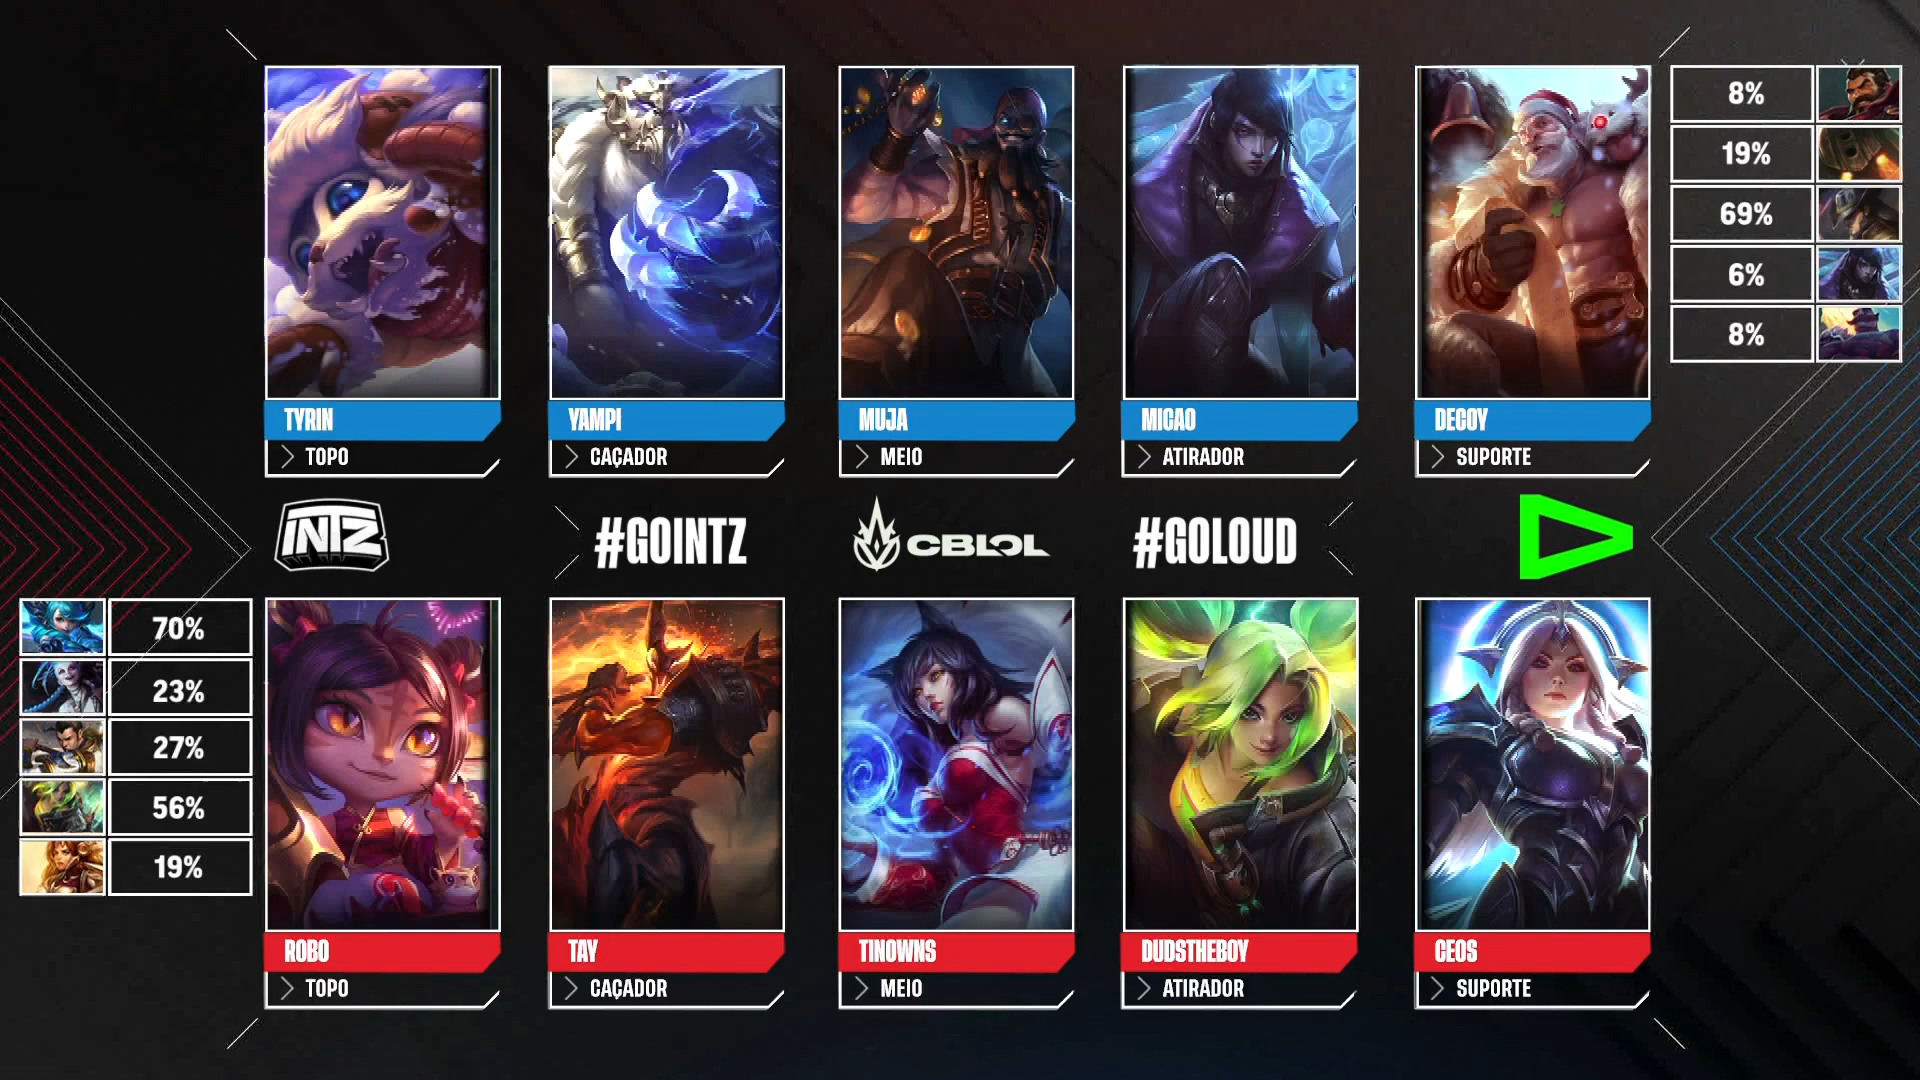 8%
19%
69%
6%
8%
TYRIN
TOPO
YAMPI
CAÇADOR
MUJA
MEIO
MICAO
ATIRADOR
DECOY
SUPORTE
INTZ
#GOINTZ
CBLOL
#GOLOUD
70%
23%
27%
56%
19%
ROBO
TOPO
TAY
CAÇADOR
TINOWNS
MEIO
DUDSTHEBOY
ATIRADOR
CEOS
SUPORTE